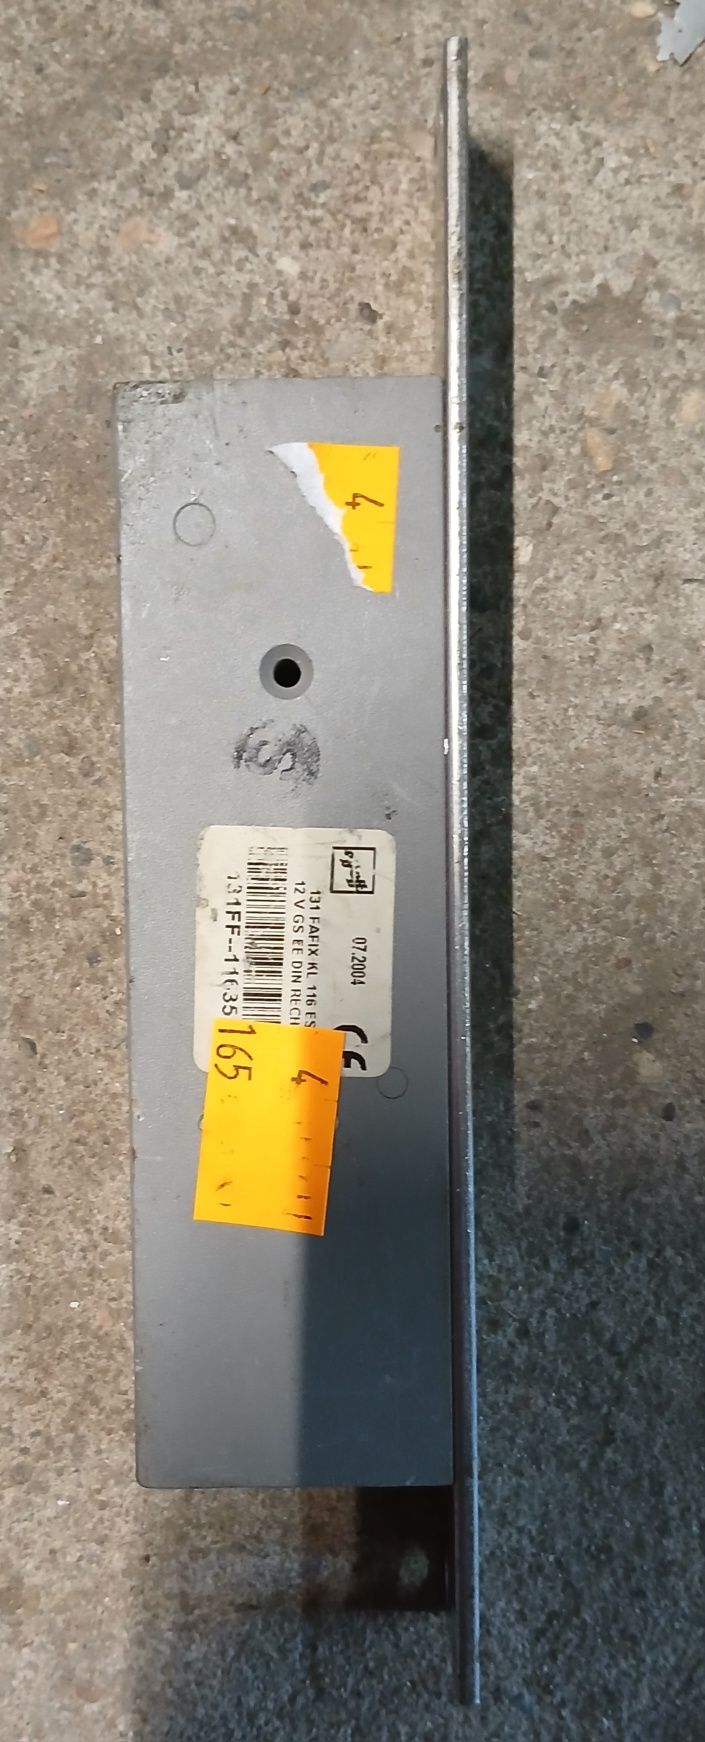 4
S
07.2004
131 FAFIX KL 116 ES
12 V GS EE DIN RECH
131FF--11635
4
165